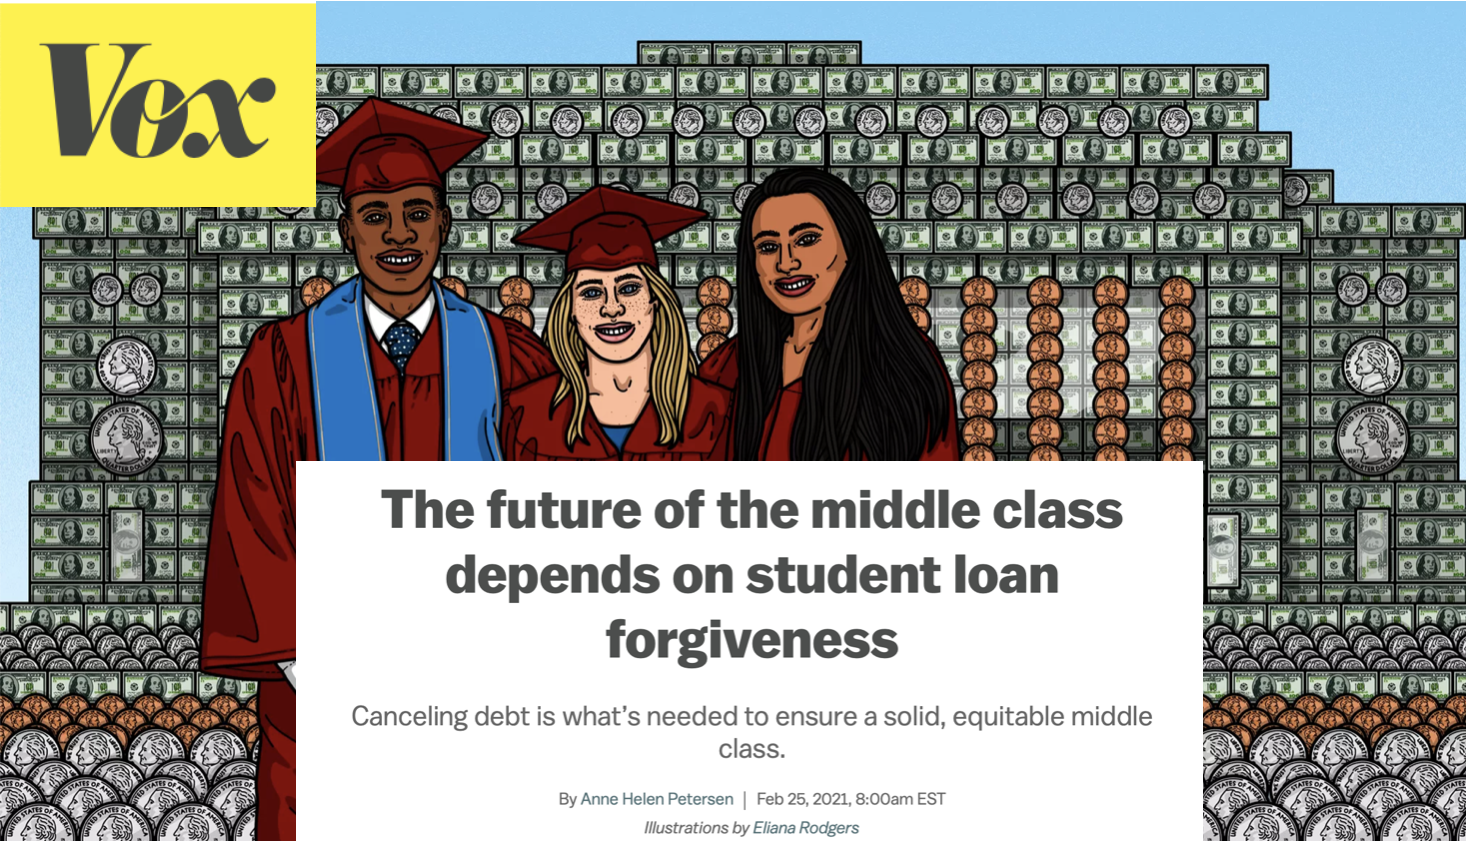 Vox
The future of the middle class
depends on student loan
forgiveness
Canceling debt is what's needed to ensure a solid, equitable middle
class.
By Anne Helen Petersen | Feb 25, 2021, 8:00am EST
Illustrations by Eliana Rodgers